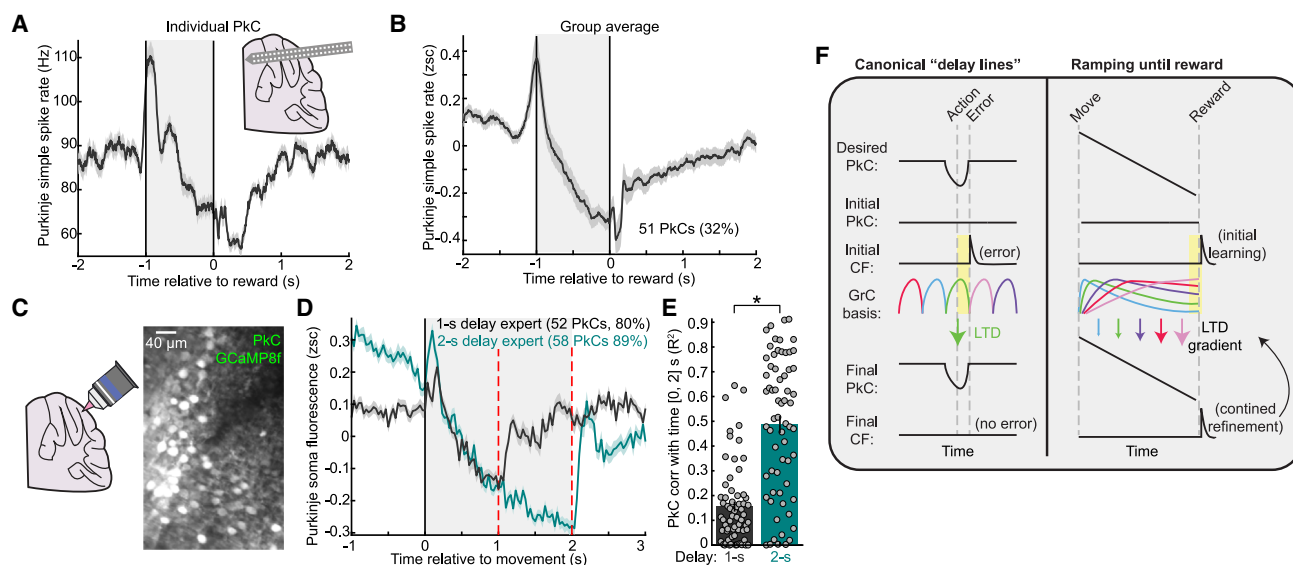 A
Individual PkC
Purkinje simple spike rate (Hz)
110
100
90
80
70
60
-2
-1
0
1
2
Time relative to reward (s)
B
Group average
Purkinje simple spike rate (zsc)
0.4
0.2
0
-0.2
-0.4
51 PkCs (32%)
-2
-1
0
1
2
Time relative to reward (s)
C
40 µm
PkC
GCaMP8f
D
1-s delay expert (52 PkCs, 80%)
2-s delay expert (58 PkCs 89%)
Purkinje soma fluorescence (zsc)
0.3
0.2
0.1
0
-0.1
-0.2
-0.3
-1
0
1
2
3
Time relative to movement (s)
E
*
PkC corr with time [0, 2] s (R²)
0.9
0.8
0.7
0.6
0.5
0.4
0.3
0.2
0.1
0
Delay: 1-s 2-s
F
Canonical "delay lines"
Ramping until reward
Action
Error
Move
Reward
Desired
PkC:
Initial
PkC:
Initial
CF:
(error)
(initial
learning)
GrC
basis:
LTD
LTD
gradient
Final
PkC:
Final
CF:
(no error)
(contined
refinement)
Time
Time